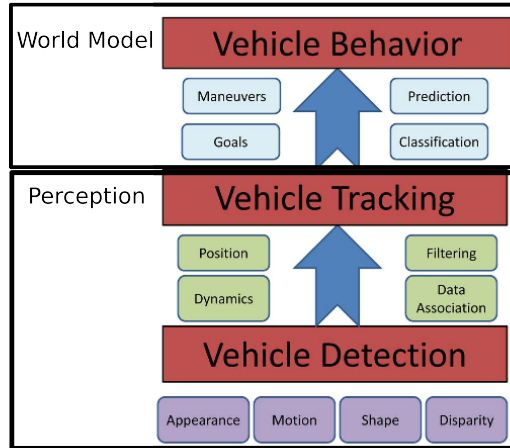 World Model
Vehicle Behavior
Maneuvers
Prediction
Goals
Classification
Perception
Vehicle Tracking
Position
Filtering
Dynamics
Data
Association
Vehicle Detection
Appearance
Motion
Shape
Disparity